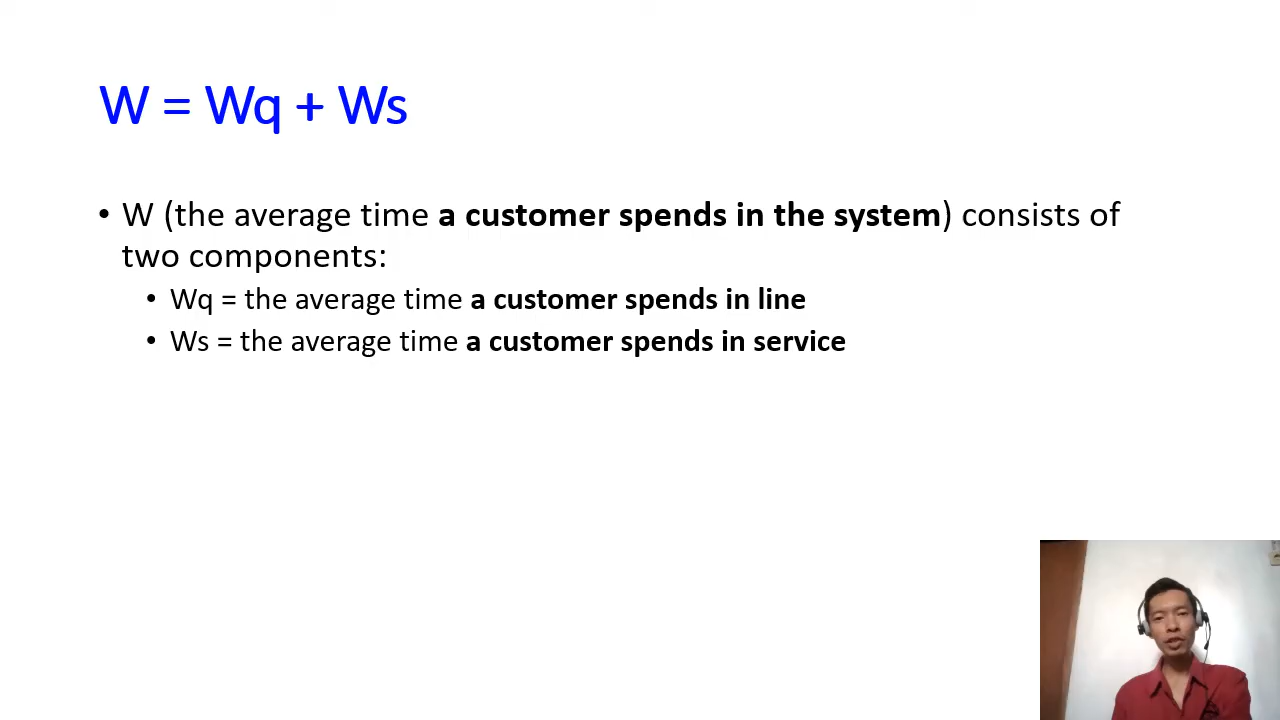 W = Wq + Ws
• W (the average time a customer spends in the system) consists of
two components:
• Wq = the average time a customer spends in line
• Ws = the average time a customer spends in service